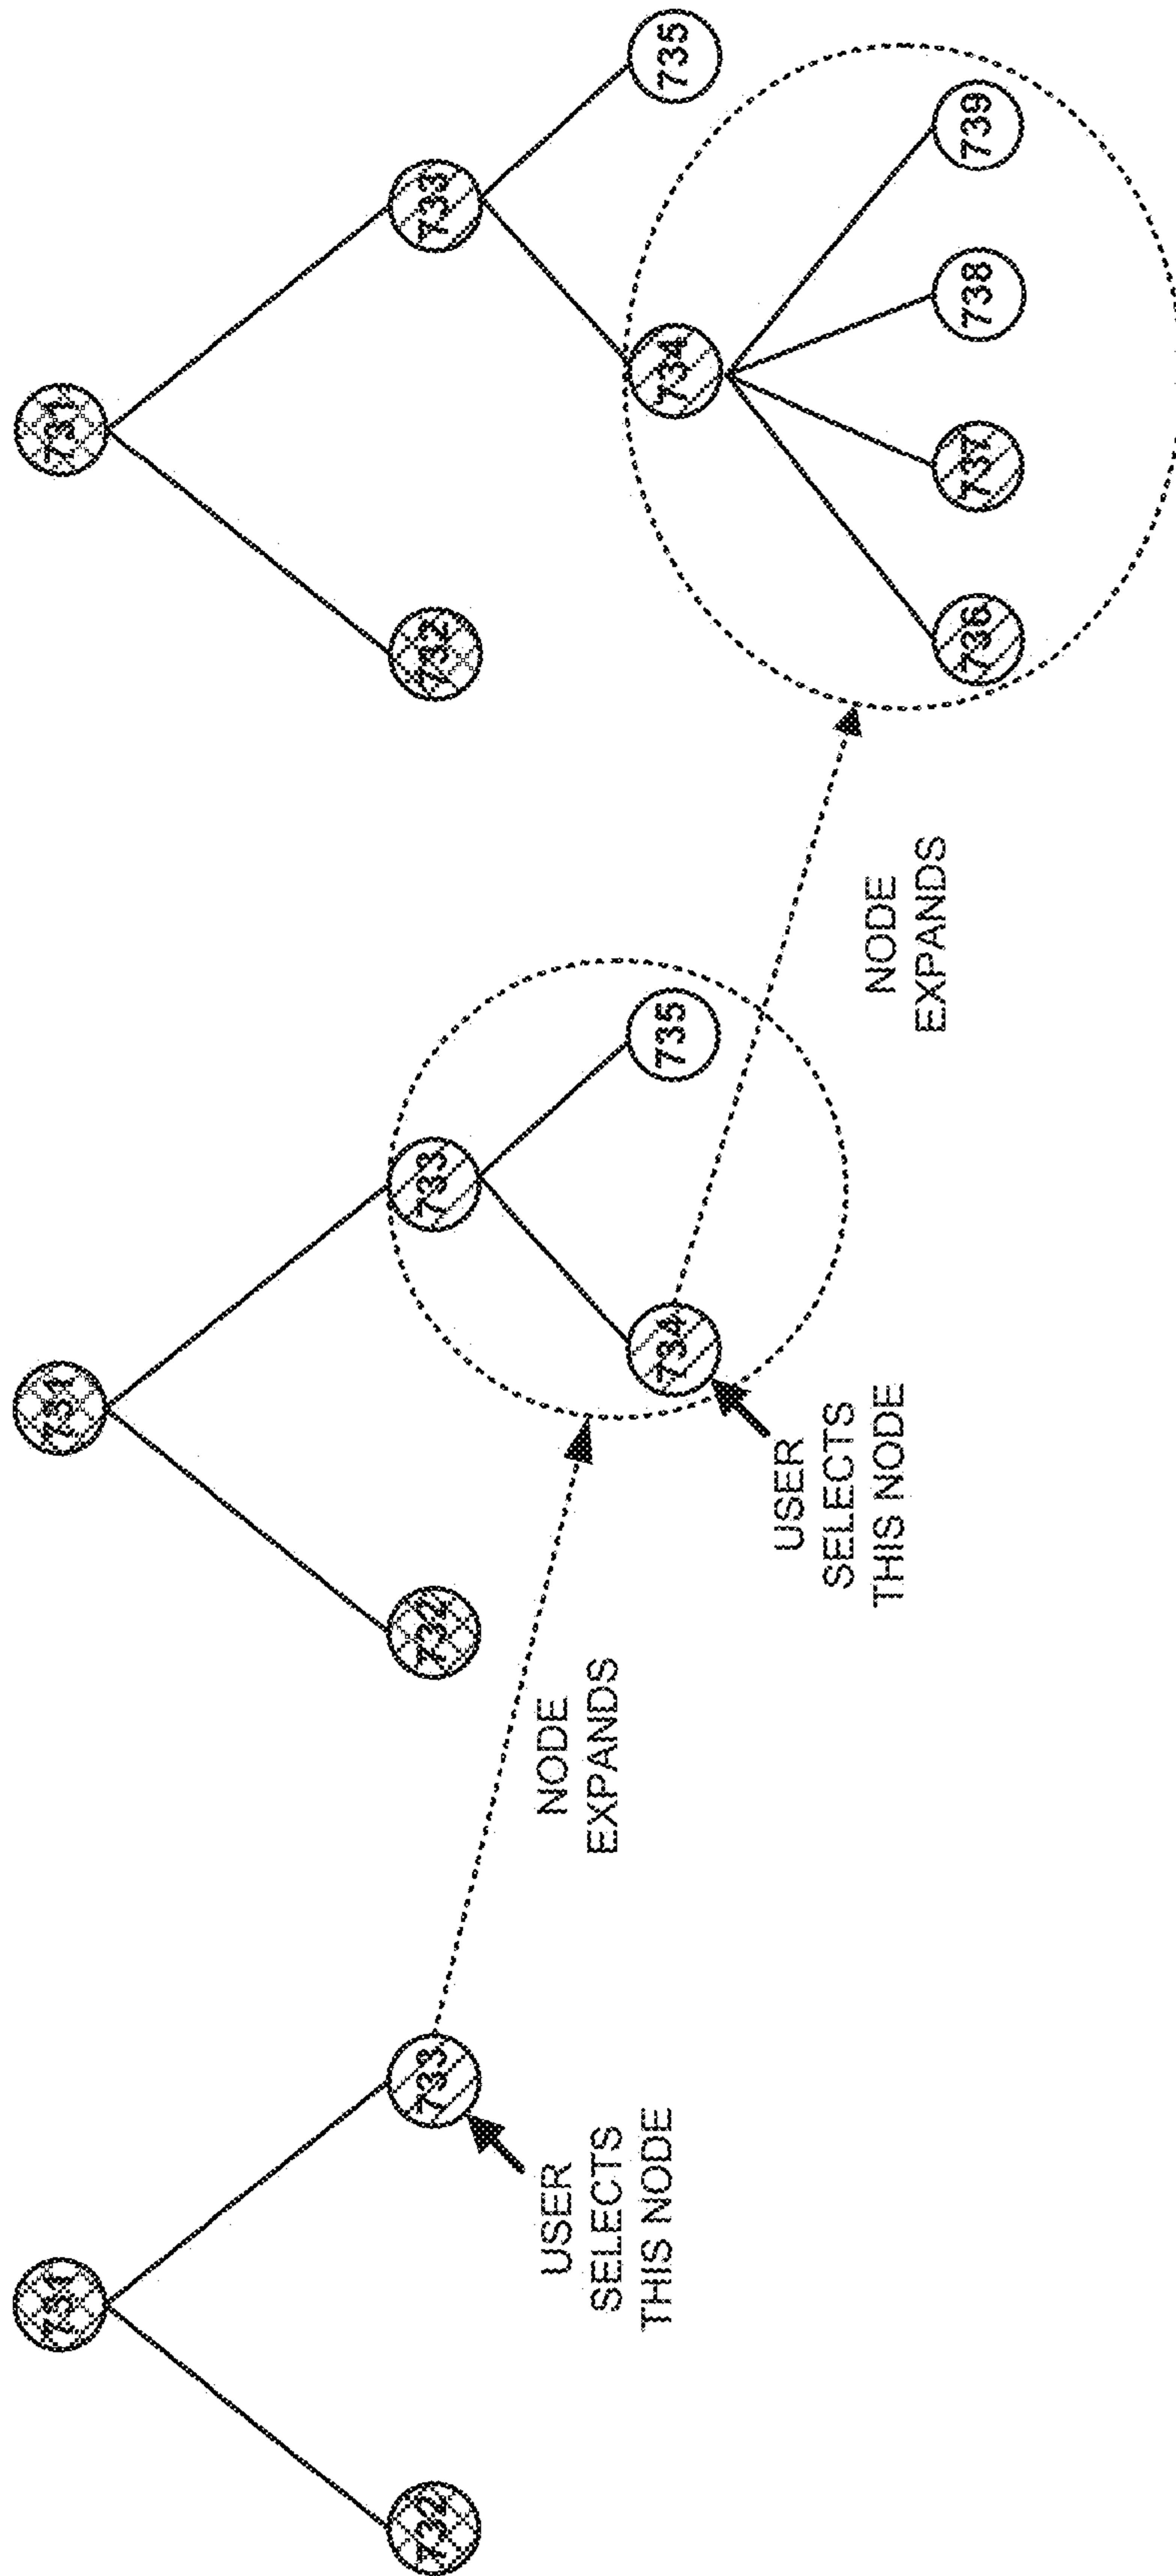 731
732
733
USER
SELECTS
THIS NODE
NODE
EXPANDS
731
732
733
734
735
USER
SELECTS
THIS NODE
NODE
EXPANDS
731
732
733
734
735
736
737
738
739